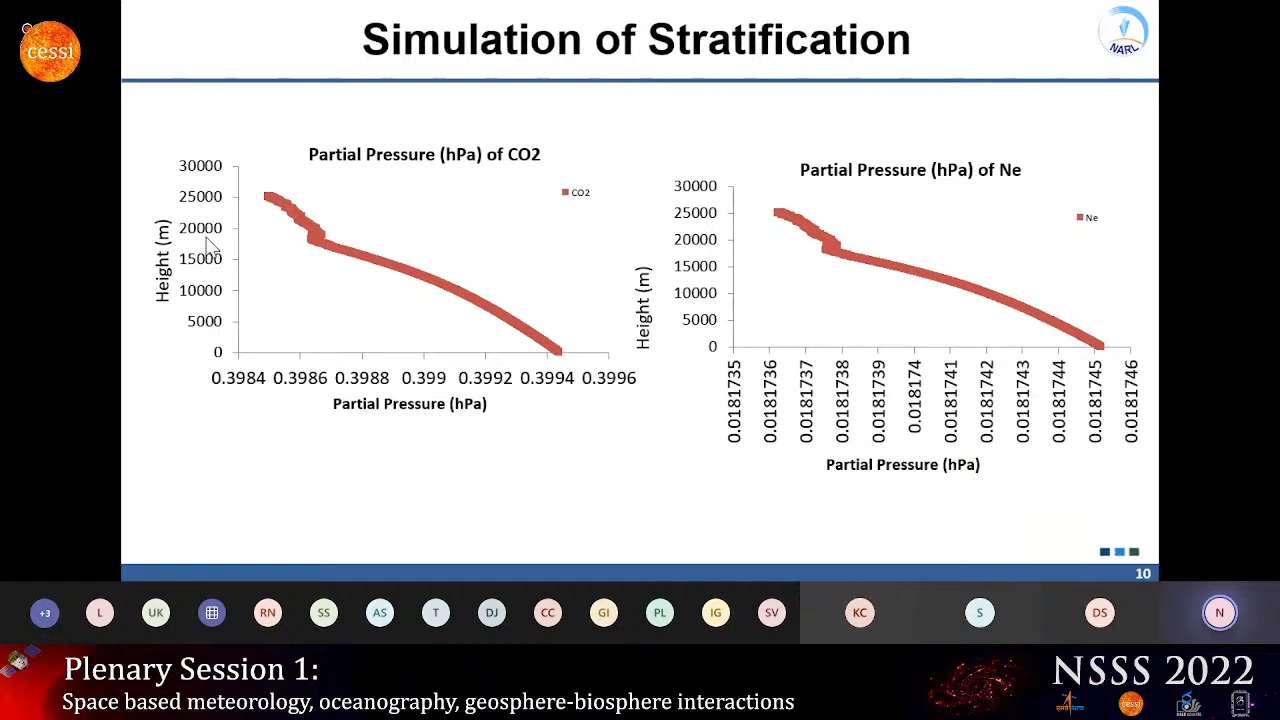 cessi
Simulation of Stratification
NARL
Partial Pressure (hPa) of CO2
30000
25000
20000
15000
10000
5000
0
Height (m)
CO2
0.3984 0.3986 0.3988 0.399 0.3992 0.3994 0.3996
Partial Pressure (hPa)
Partial Pressure (hPa) of Ne
30000
25000
20000
15000
10000
5000
0
Height (m)
Ne
0.0181735
0.0181736
0.0181737
0.0181738
0.0181739
0.018174
0.0181741
0.0181742
0.0181743
0.0181744
0.0181745
0.0181746
Partial Pressure (hPa)
10
+3 L UK RN SS AS T DJ CC GI PL IG SV KC S DS N
Plenary Session 1:
Space based meteorology, oceanography, geosphere-biosphere interactions
NSSS 2022
cessi